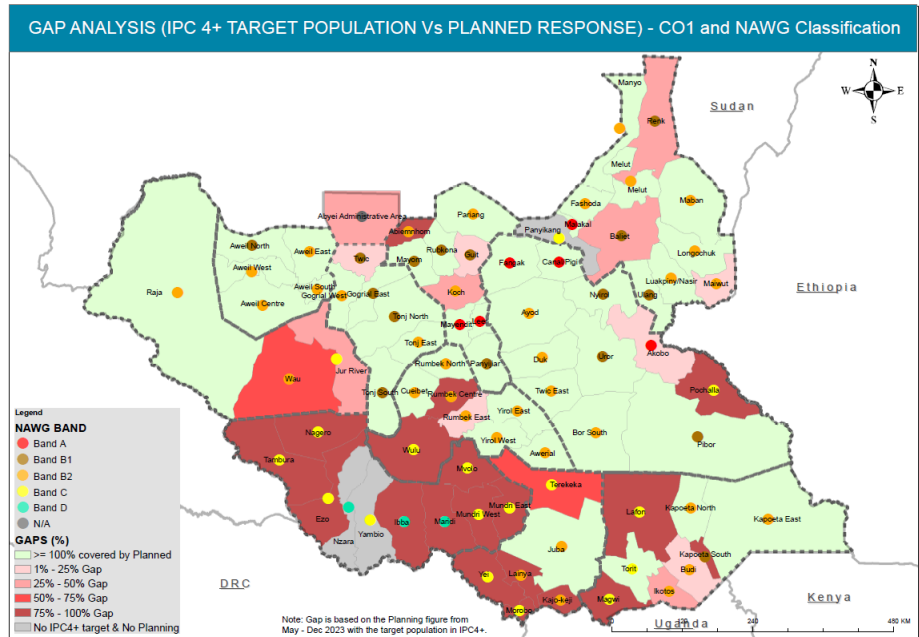 GAP ANALYSIS (IPC 4+ TARGET POPULATION Vs PLANNED RESPONSE) - CO1 and NAWG Classification
N
W E
S
Manyo
Sudan
Renk
Melut
Melut
Maban
Fashoda
Abyei Administrative Area
Pariang
Malakal
Panyikang
Abiemnhom
Baliet
Aweil North
Aweil East
Rubkona
Guit
Longochuk
Twic
Mayom
Fangak
Canal/Pigi
Aweil West
Luakpiny/Nasir
Maiwut
Ethiopia
Raja
Aweil South
Gogrial West
Gogrial East
Koch
Nyirol
Ulang
Aweil Centre
Tonj North
Mayendit
Leer
Ayod
Tonj East
Akobo
Duk
Uror
Wau
Jur River
Rumbek North
Panyijiar
Tonj South
Cueibet
Rumbek Centre
Twic East
Pochalla
Rumbek East
Yirol East
Legend
NAWG BAND
Band A
Band B1
Band B2
Band C
Band D
N/A
GAPS (%)
>= 100% covered by Planned
1% - 25% Gap
25% - 50% Gap
50% - 75% Gap
75% - 100% Gap
No IPC4+ target & No Planning
Nagero
Wulu
Yirol West
Bor South
Pibor
Tambura
Awerial
Mvolo
Terekeka
Ezo
Mundri East
Mundri West
Lafon
Kapoeta North
Kapoeta East
Ibba
Maridi
Yambio
Nzara
Juba
Kapoeta South
Torit
Budi
Yei
Lainya
Ikotos
DRC
Kenya
Morobo
Kajo-keji
Magwi
Uganda
Note: Gap is based on the Planning figure from
May - Dec 2023 with the target population in IPC4+.
0 120 240 480 KM